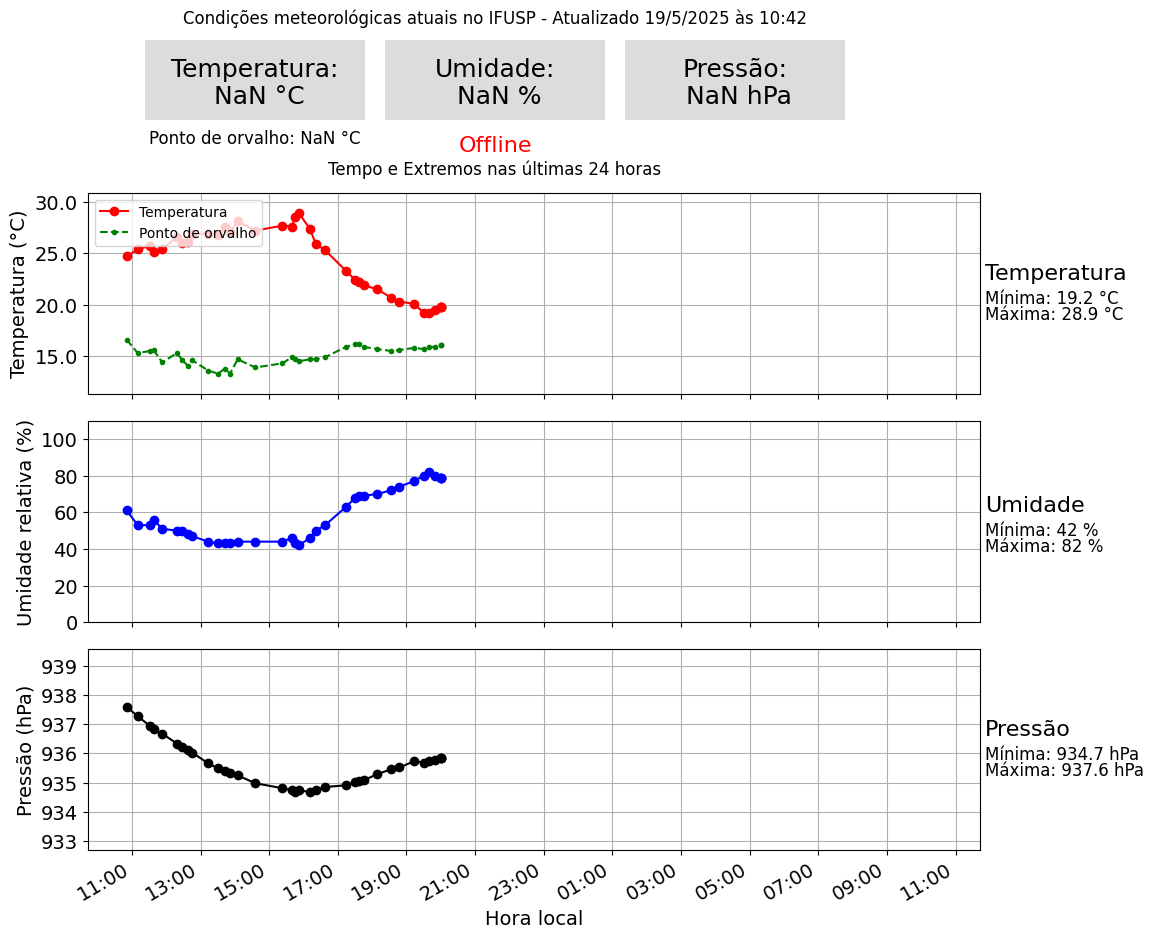 Condições meteorológicas atuais no IFUSP - Atualizado 19/5/2025 às 10:42
Temperatura:
NaN °C
Umidade:
NaN %
Pressão:
NaN hPa
Ponto de orvalho: NaN °C
Offline
Tempo e Extremos nas últimas 24 horas
Temperatura (°C)
30.0
25.0
20.0
15.0
Temperatura
Ponto de orvalho
Temperatura
Mínima: 19.2 °C
Máxima: 28.9 °C
Umidade relativa (%)
100
80
60
40
20
0
Umidade
Mínima: 42 %
Máxima: 82 %
Pressão (hPa)
939
938
937
936
935
934
933
Pressão
Mínima: 934.7 hPa
Máxima: 937.6 hPa
11:00 13:00 15:00 17:00 19:00 21:00 23:00 01:00 03:00 05:00 07:00 09:00 11:00
Hora local